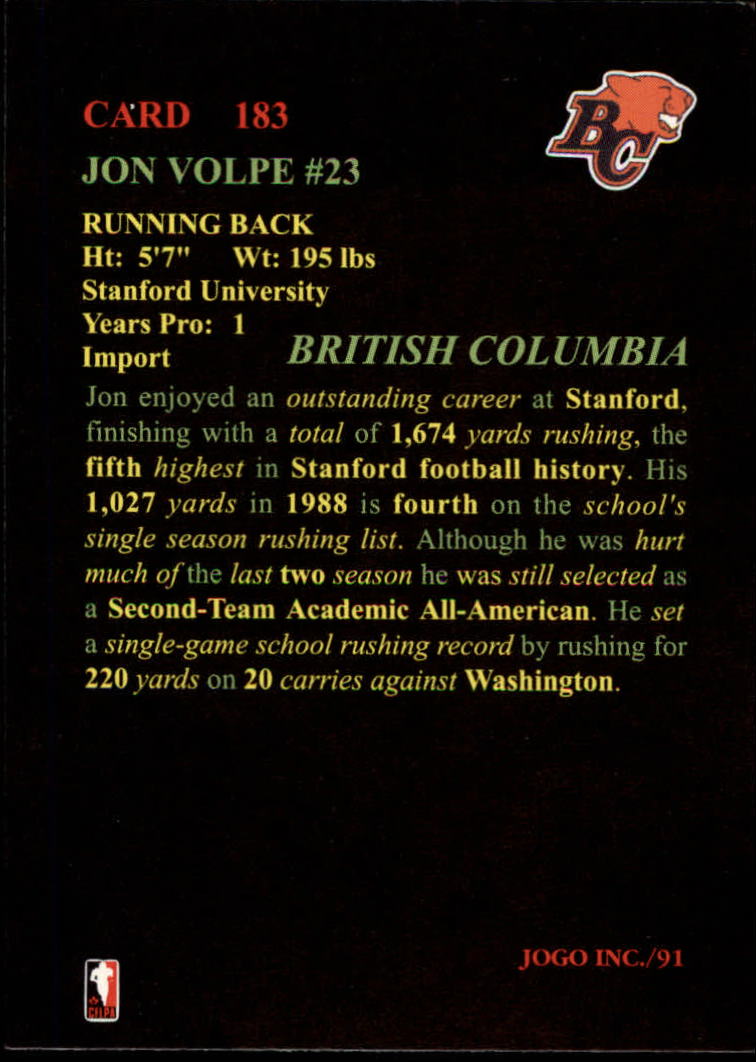 CARD 183
BC
JON VOLPE #23
RUNNING BACK
Ht: 5'7" Wt: 195 lbs
Stanford University
Years Pro: 1
Import
BRITISH COLUMBIA
Jon enjoyed an outstanding career at Stanford,
finishing with a total of 1,674 yards rushing, the
fifth highest in Stanford football history. His
1,027 yards in 1988 is fourth on the school's
single season rushing list. Although he was hurt
much of the last two season he was still selected as
a Second-Team Academic All-American. He set
a single-game school rushing record by rushing for
220 yards on 20 carries against Washington.
JOGO INC./91
CFLPA